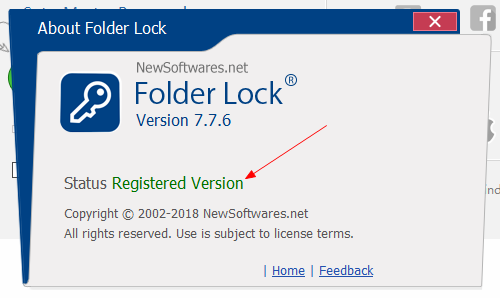 About Folder Lock
NewSoftwares.net
Folder Lock®
Version 7.7.6
Status Registered Version
Copyright © 2002-2018 NewSoftwares.net
All rights reserved. Use is subject to license terms.
| Home | Feedback